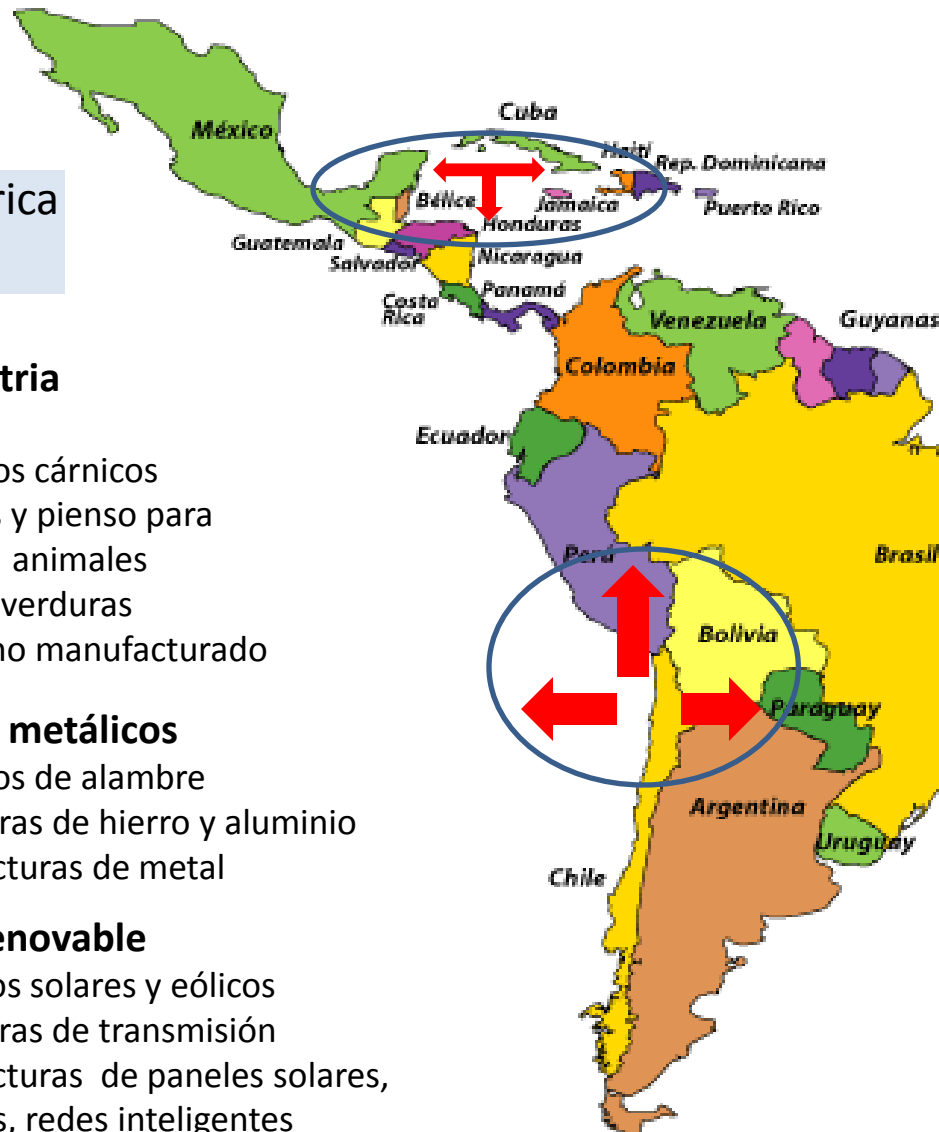 México
Cuba
Haití
Rep. Dominicana
rica
Bélice
Jamaica
Puerto Rico
Honduras
Guatemala
Salvador
Nicaragua
Costa
Rica
Panamá
Venezuela
Guyanas
Colombia
Ecuador
Perú
Brasil
Bolivia
Paraguay
Argentina
Uruguay
Chile
tria
os cárnicos
s y pienso para
animales
verduras
no manufacturado
metálicos
os de alambre
ras de hierro y aluminio
cturas de metal
enovable
os solares y eólicos
ras de transmisión
cturas de paneles solares,
s, redes inteligentes